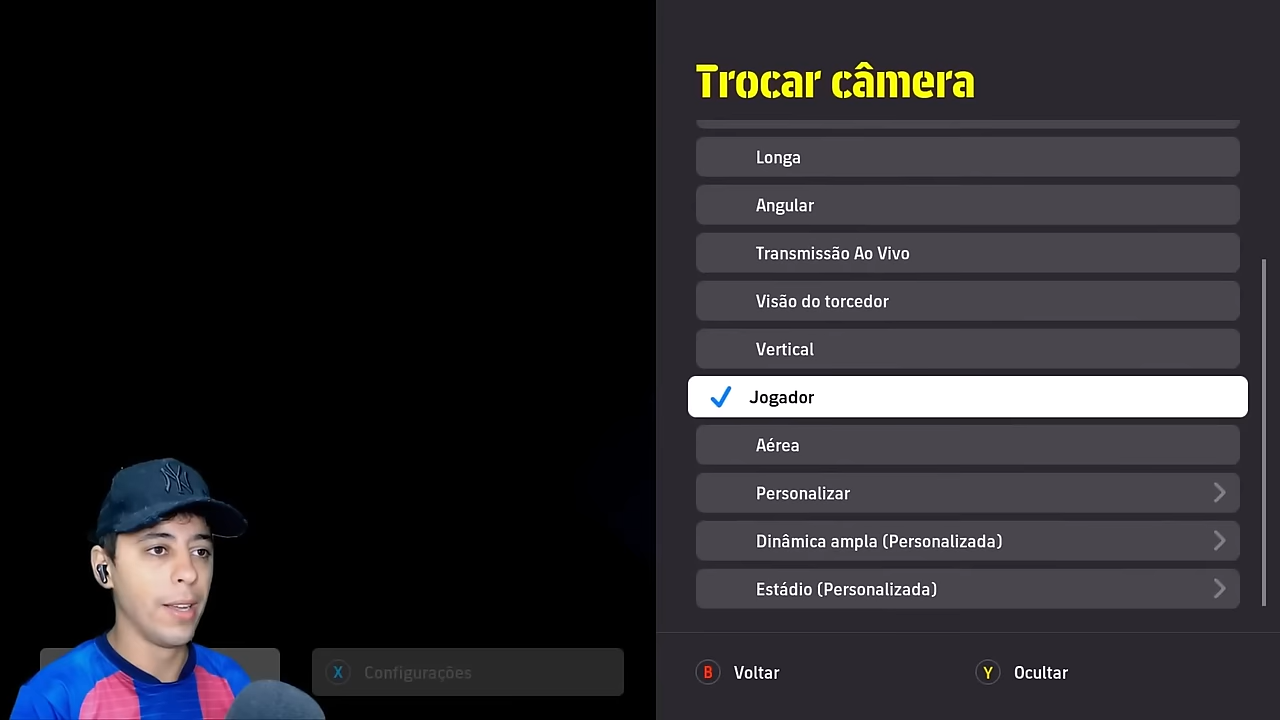 Trocar câmera
Longa
Angular
Transmissão Ao Vivo
Visão do torcedor
Vertical
Jogador
Aérea
Personalizar
Dinâmica ampla (Personalizada)
Estádio (Personalizada)
X Configurações
B Voltar
Y Ocultar
NY